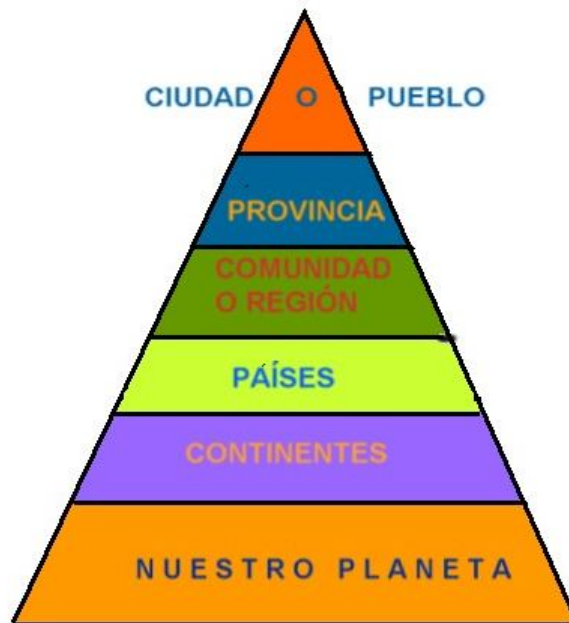 CIUDAD O PUEBLO
PROVINCIA
COMUNIDAD
O REGIÓN
PAÍSES
CONTINENTES
NUESTRO PLANETA